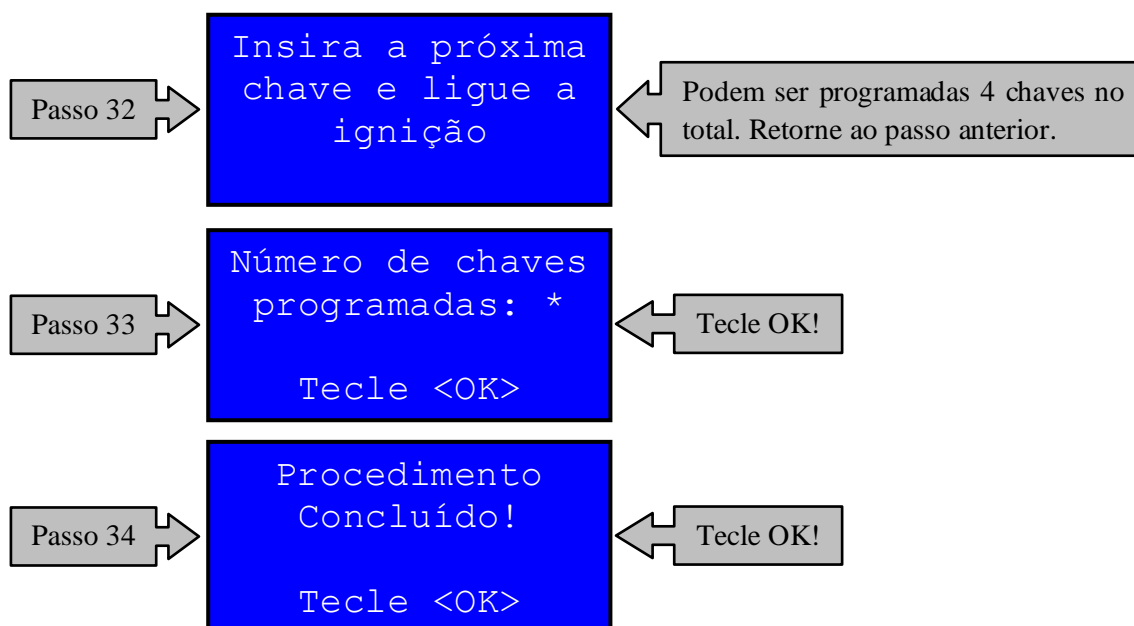 Passo 32
Insira a próxima
chave e ligue a
ignição
Podem ser programadas 4 chaves no
total. Retorne ao passo anterior.
Passo 33
Número de chaves
programadas: *
Tecle <OK>
Tecle OK!
Passo 34
Procedimento
Concluído!
Tecle <OK>
Tecle OK!